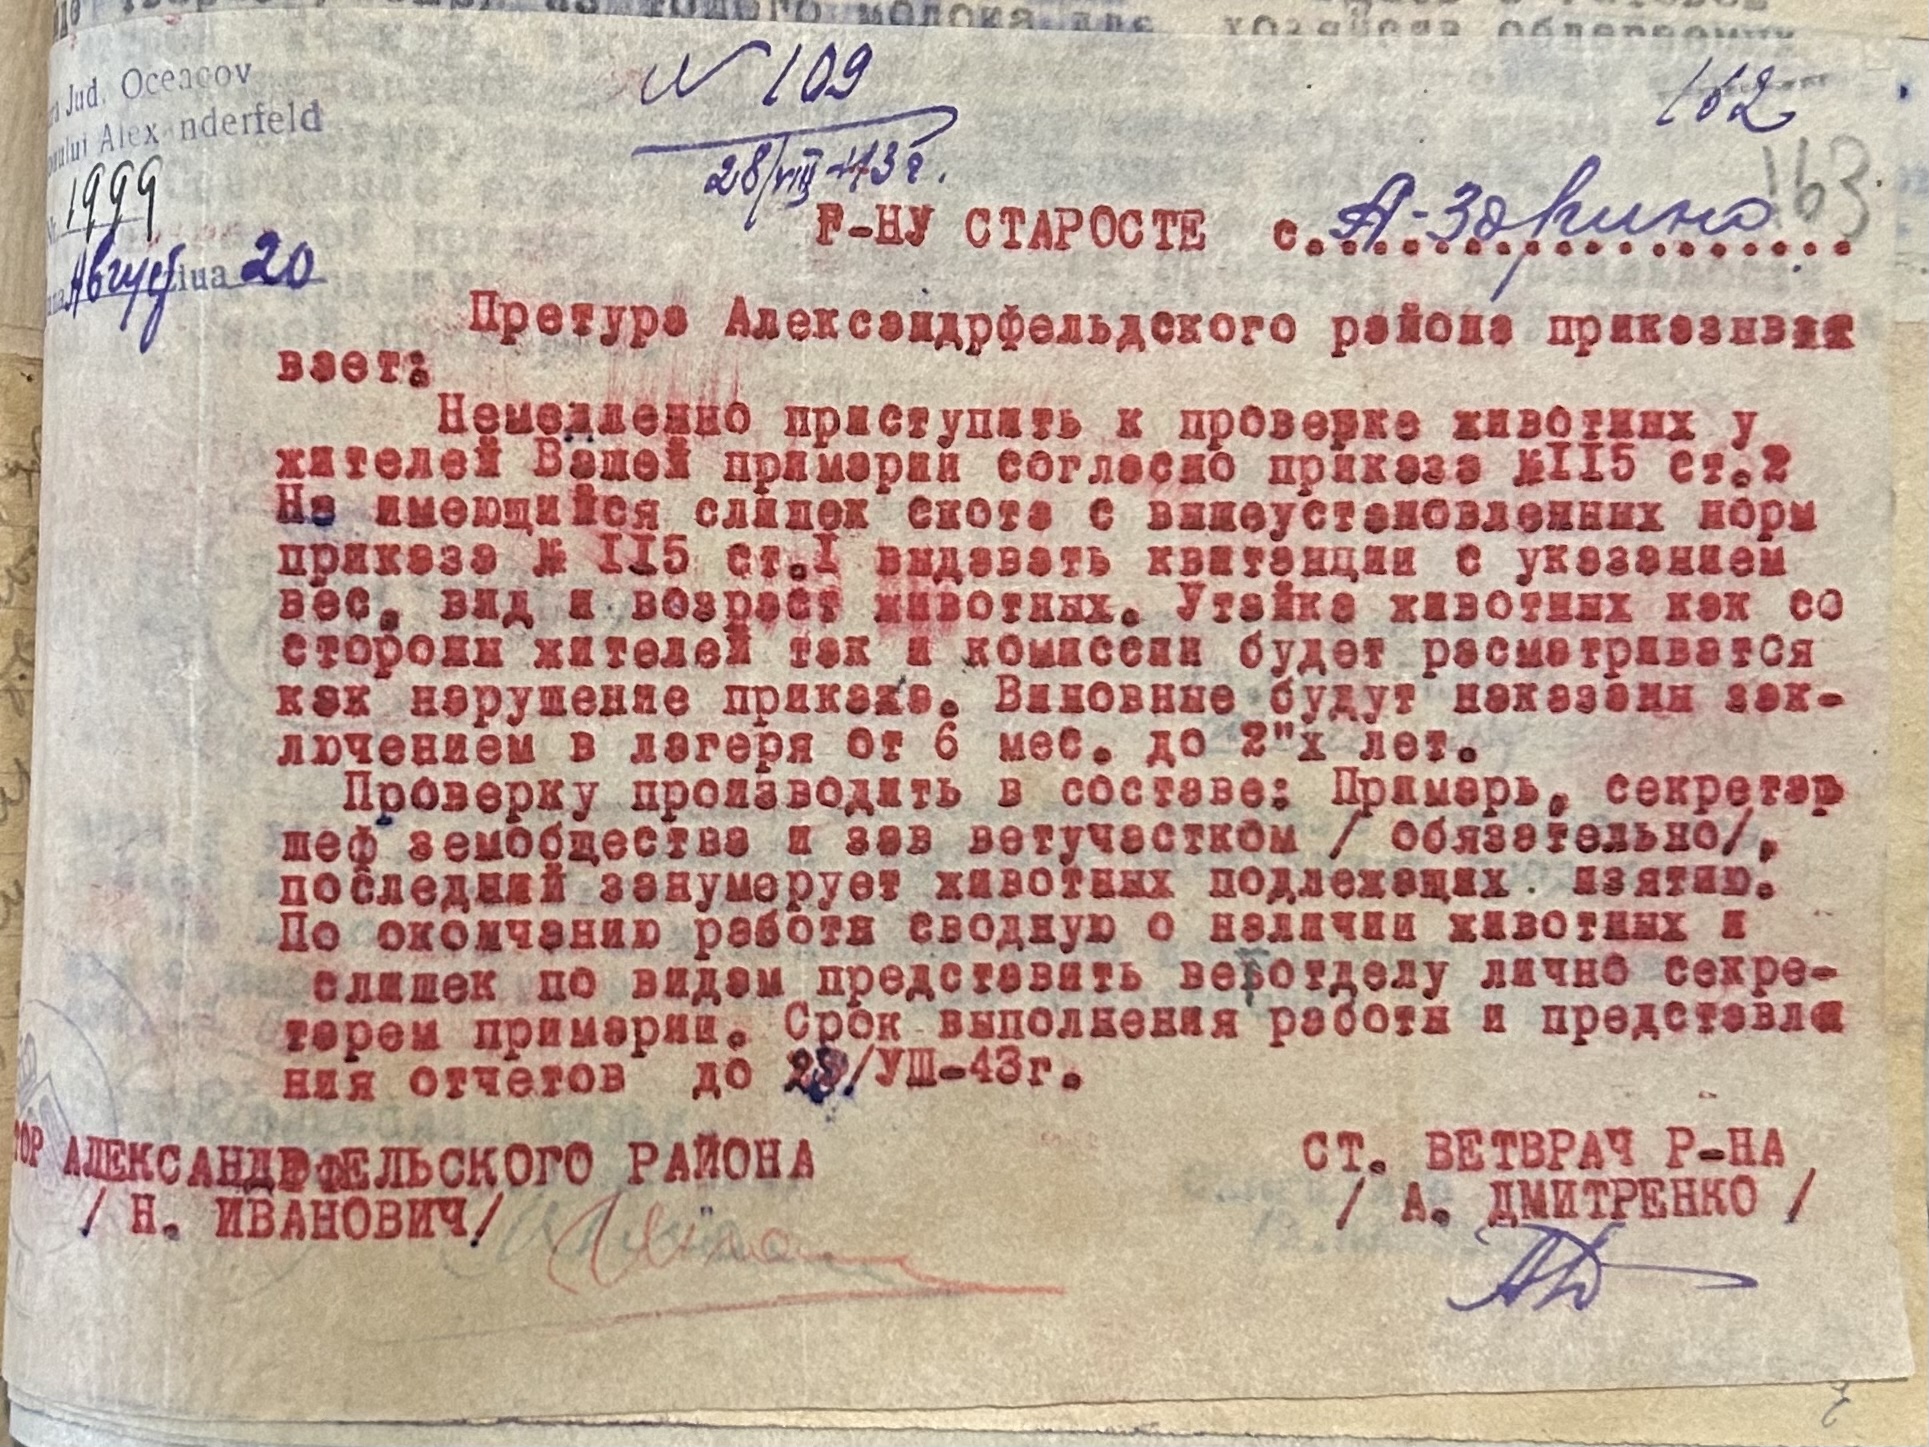 Jud. Oceacov
Alexanderfeld
N 109
28/VIII-43г.
162
163
1999
Август 20
Г-НУ СТАРОСТЕ с.
Претура Александрфельдского района приказывает
вает:
Немедленно приступить к проверке животных у
жителей Вашей примарии согласно приказа №115 ст.2
На имеющийся слишек скота с вышеустановленных норм
приказа № 115 ст.1 выдавать квитанции с указанием
вес, вид и возраст животных. Утайка животных как со
стороны жителей так и комиссии будет расматриватся
как нарушение приказа. Виновные будут наказаны зак-
лючением в лагеря от 6 мес. до 2"х лет.
Проверку производить в составе: Примарь, секретар
шеф земобщества и зав ветучастком / обязательно/,
последний занумерует животных подлежащих изятию.
По окончанию работы сводную о наличии животных и
слишек по видам представить ветотделу лично секре-
тарем примарии. Срок выполнения работы и представле
ния отчетов до /УШ-43г.
ТОР АЛЕКСАНДРФЕЛЬСКОГО РАЙОНА
/ Н. ИВАНОВИЧ/
СТ. ВЕТВРАЧ Р-НА
/ А. ДМИТРЕНКО /